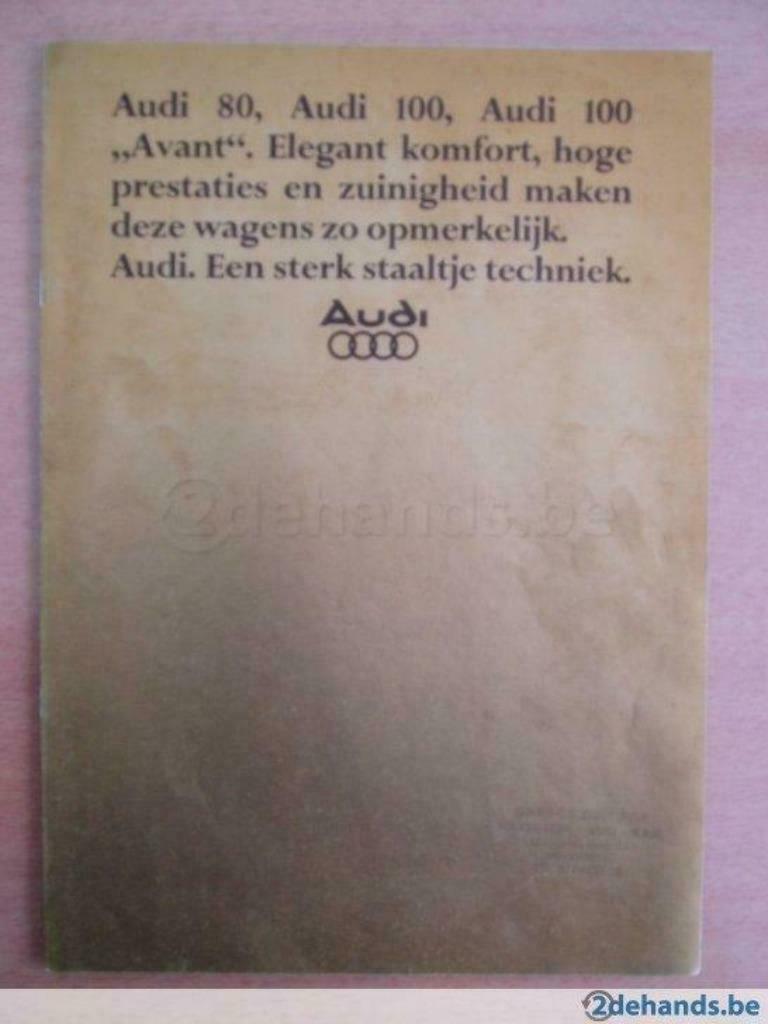 Audi 80, Audi 100, Audi 100
„Avant“. Elegant komfort, hoge
prestaties en zuinigheid maken
deze wagens zo opmerkelijk.
Audi. Een sterk staaltje techniek.
Audi
2dehands.be
2dehands.be